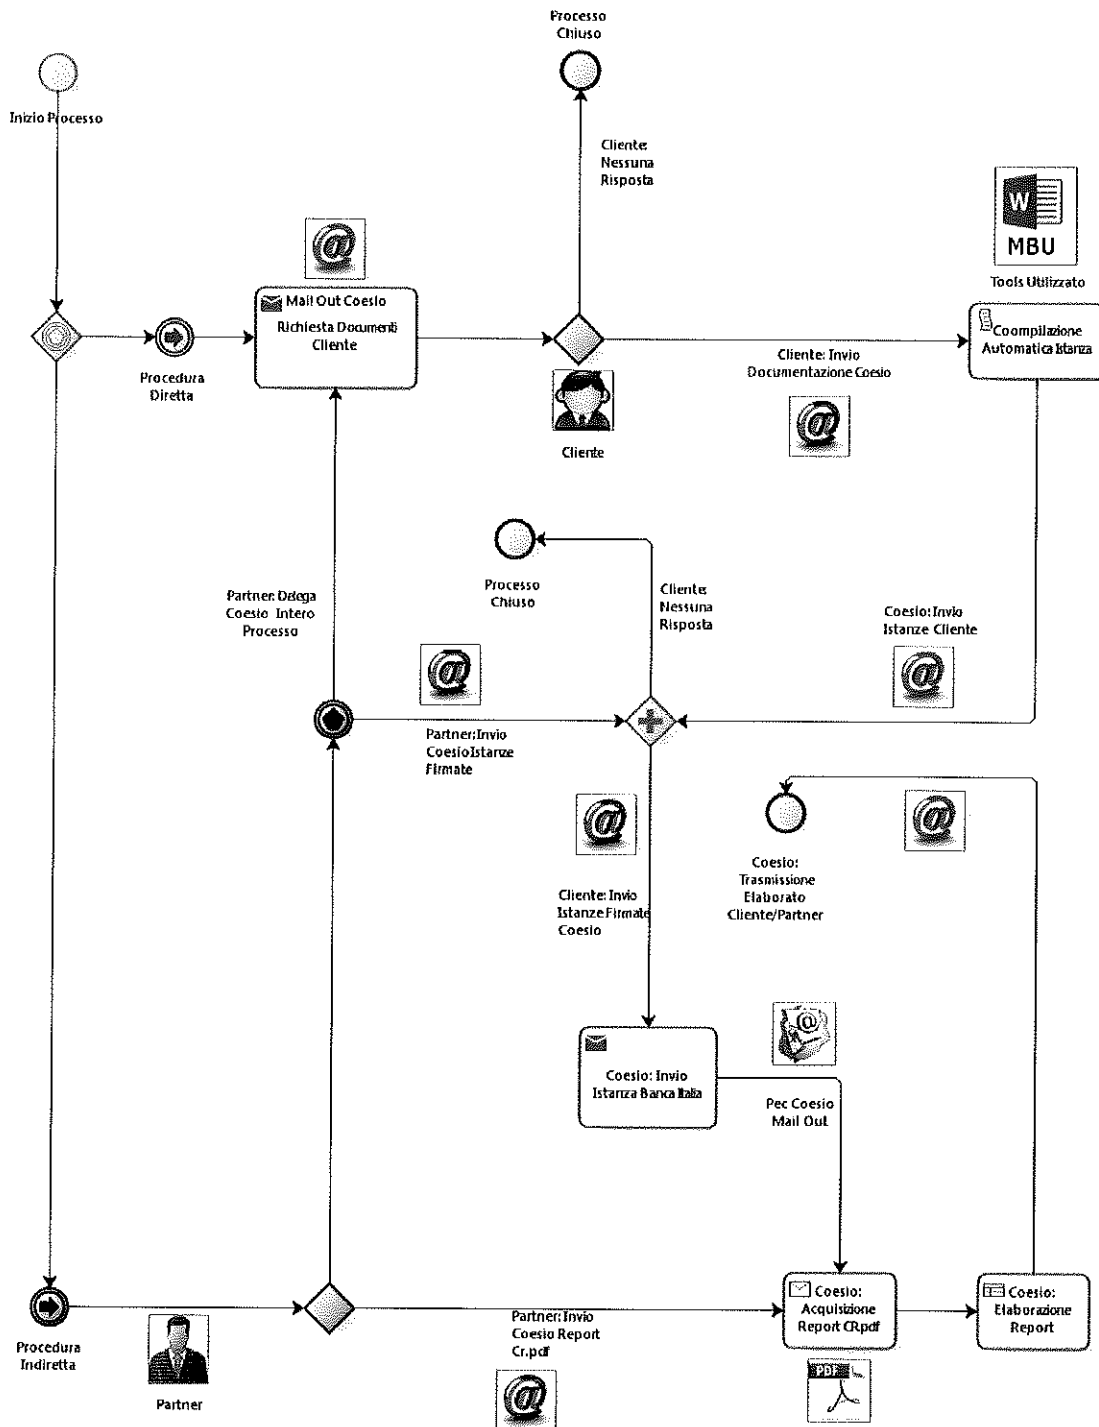 Processo
Chiuso
Inizio Processo
Cliente:
Nessuna
Risposta
W
MBU
Tools Utilizzato
@
Mail Out Coesio
Richiesta Documenti
Cliente
Procedura
Diretta
Cliente: Invio
Documentazione Coesio
@
Coompilazione
Automatica Istanza
Cliente
Processo
Chiuso
Cliente:
Nessuna
Risposta
Partner: Delega
Coesio Intero
Processo
Coesio: Invio
Istanze Cliente
@
@
Partner: Invio
Coesio Istanze
Firmate
@
@
Cliente: Invio
Istanze Firmate
Coesio
Coesio:
Trasmissione
Elaborato
Cliente/Partner
@
Coesio: Invio
Istanza Banca Italia
Pec Coesio
Mail Out
Procedura
Indiretta
Partner
Partner: Invio
Coesio Report
Cr.pdf
@
Coesio:
Acquisizione
Report CR.pdf
PDF
Coesio:
Elaborazione
Report